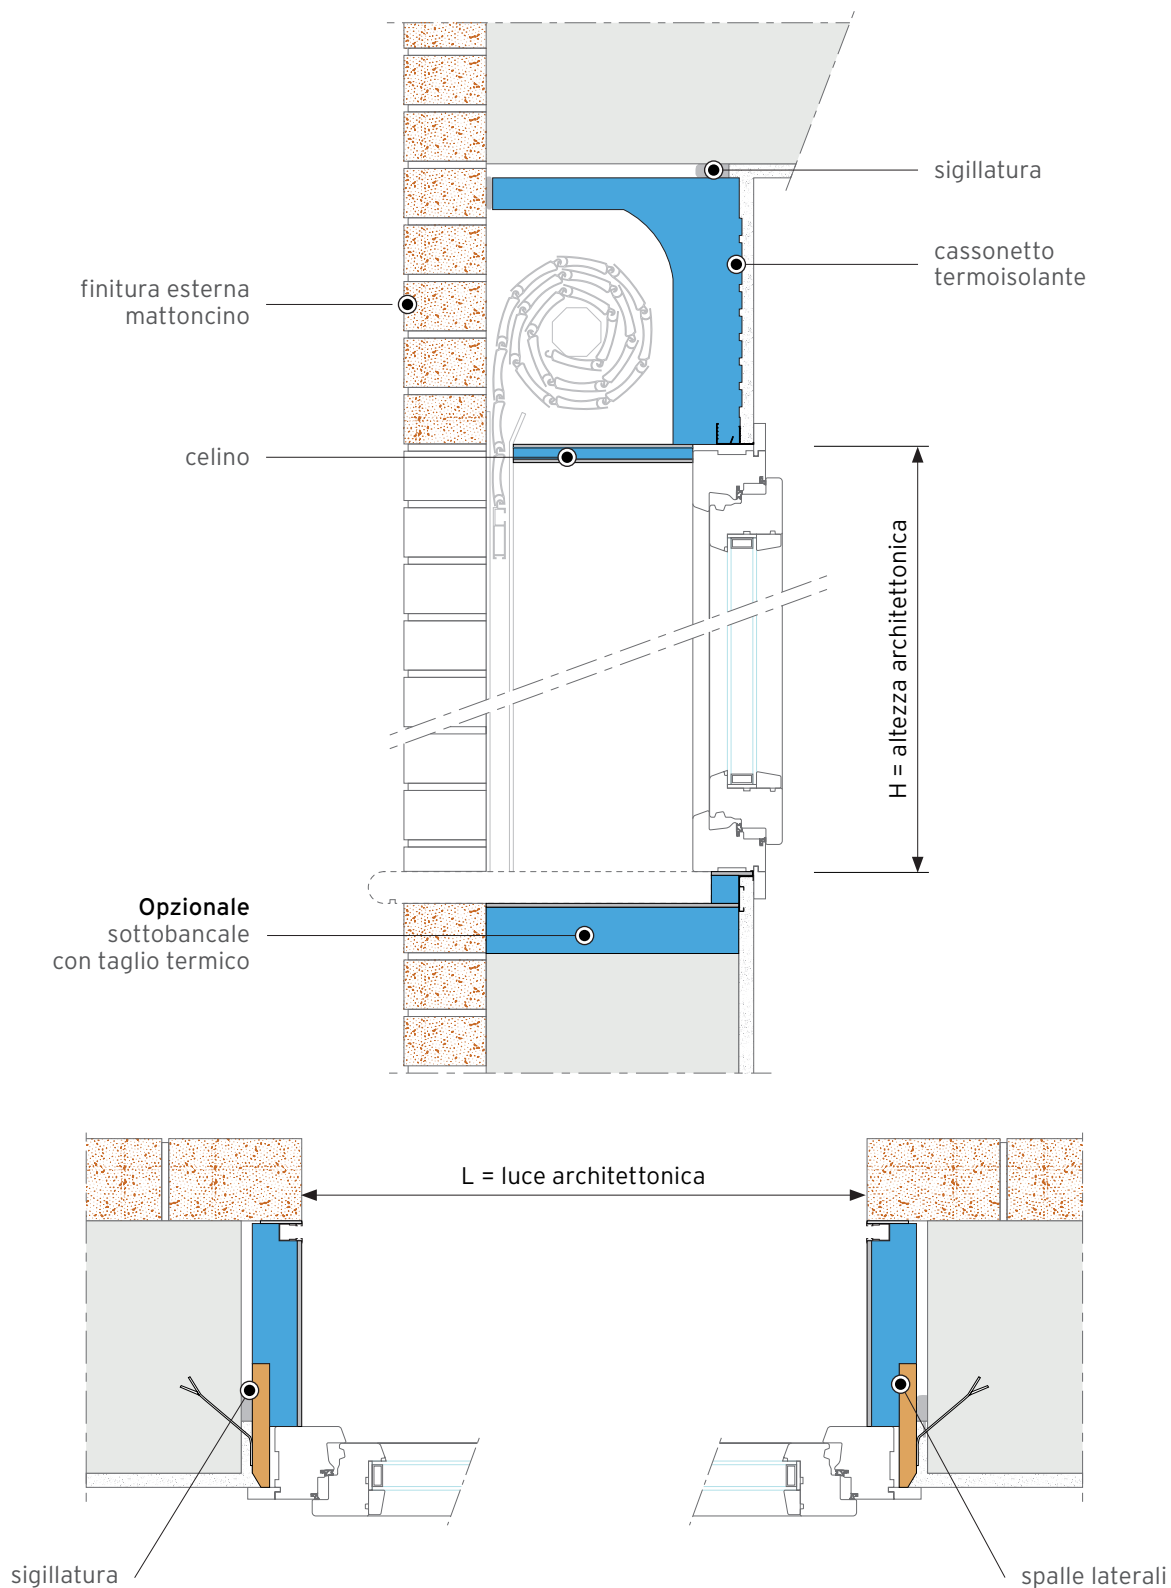 sigillatura
cassonetto
termoisolante
finitura esterna
mattoncino
celino
H = altezza architettonica
Opzionale
sottobancale
con taglio termico
L = luce architettonica
sigillatura
spalle laterali